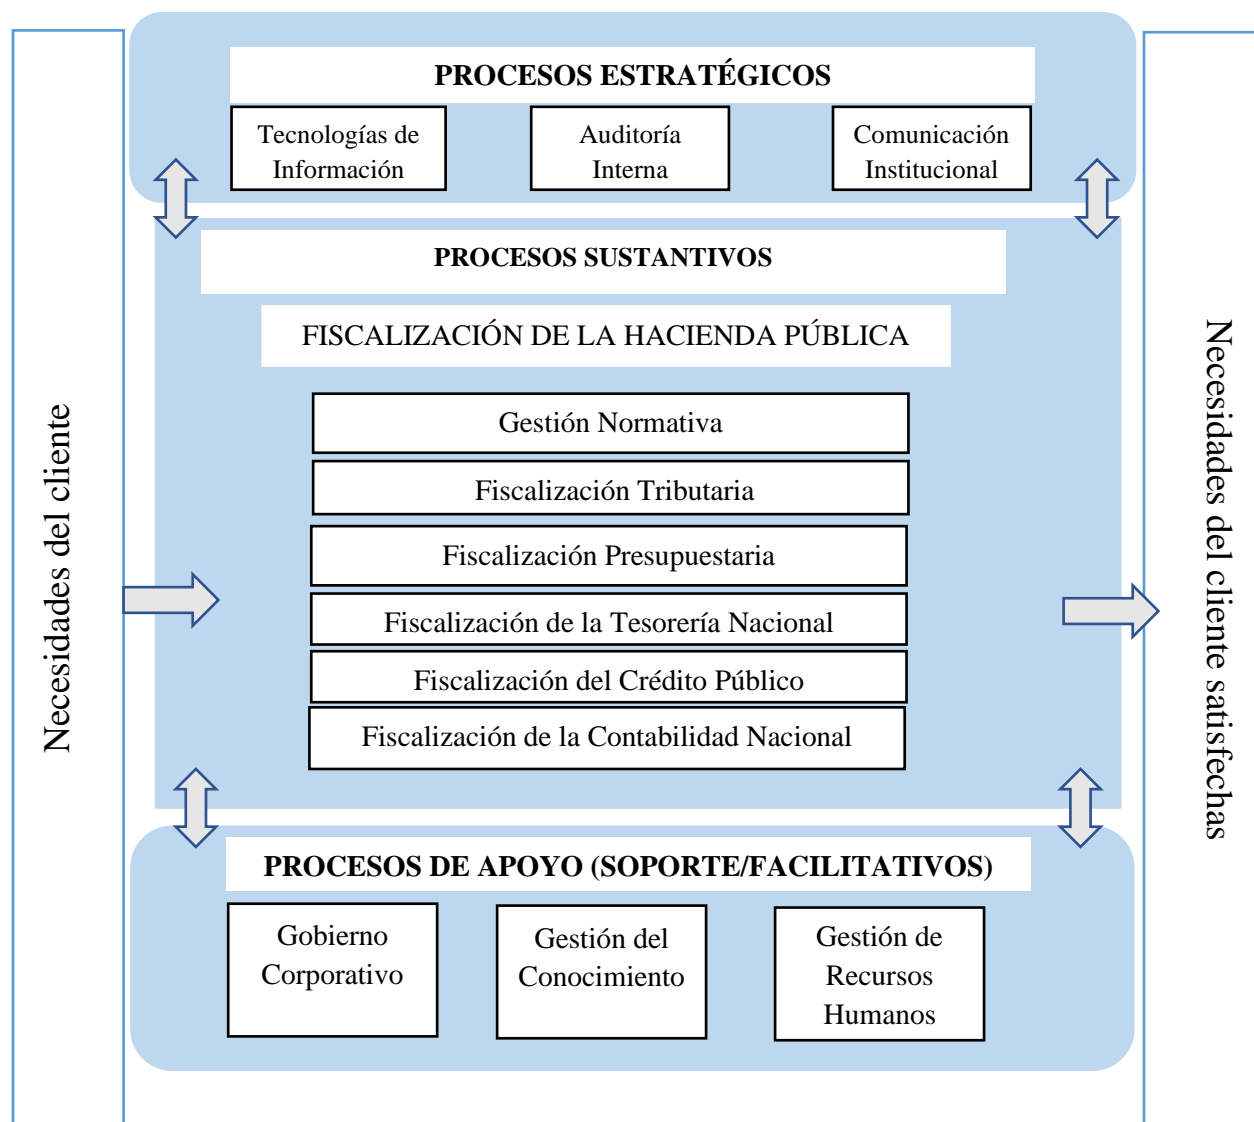 PROCESOS ESTRATÉGICOS
Tecnologías de
Información
Auditoría
Interna
Comunicación
Institucional
PROCESOS SUSTANTIVOS
FISCALIZACIÓN DE LA HACIENDA PÚBLICA
Gestión Normativa
Fiscalización Tributaria
Fiscalización Presupuestaria
Fiscalización de la Tesorería Nacional
Fiscalización del Crédito Público
Fiscalización de la Contabilidad Nacional
Necesidades del cliente
Necesidades del cliente satisfechas
PROCESOS DE APOYO (SOPORTE/FACILITATIVOS)
Gobierno
Corporativo
Gestión del
Conocimiento
Gestión de
Recursos
Humanos